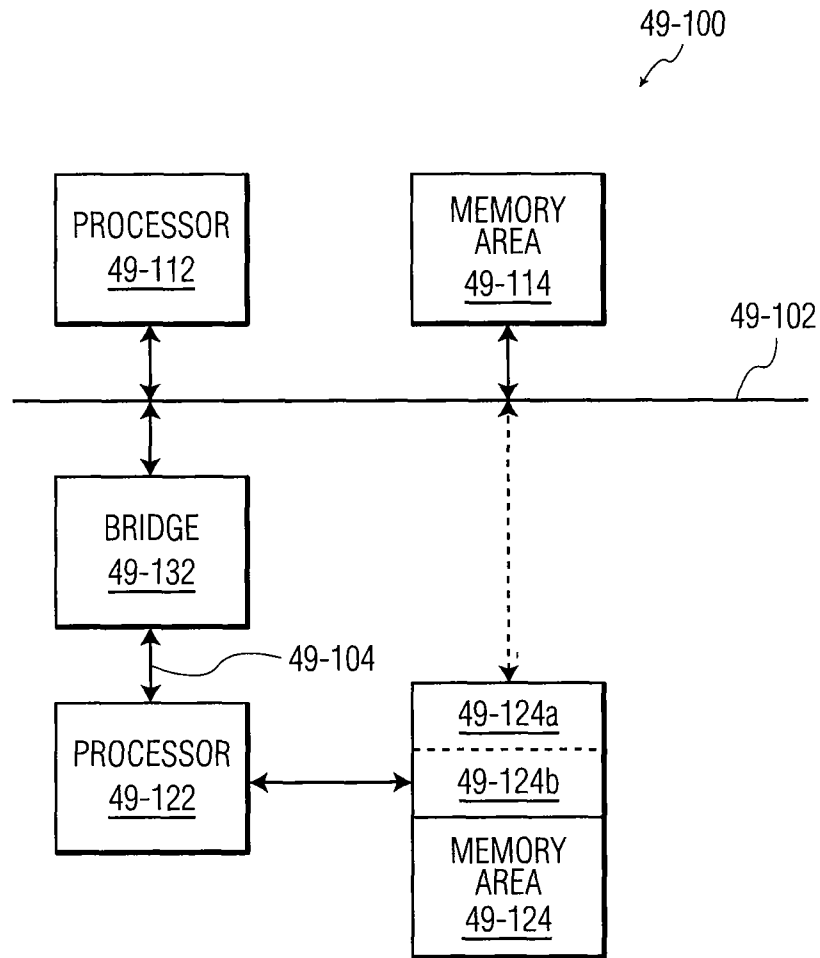 49-100
PROCESSOR
49-112
MEMORY
AREA
49-114
49-102
BRIDGE
49-132
49-104
PROCESSOR
49-122
49-124a
49-124b
MEMORY
AREA
49-124